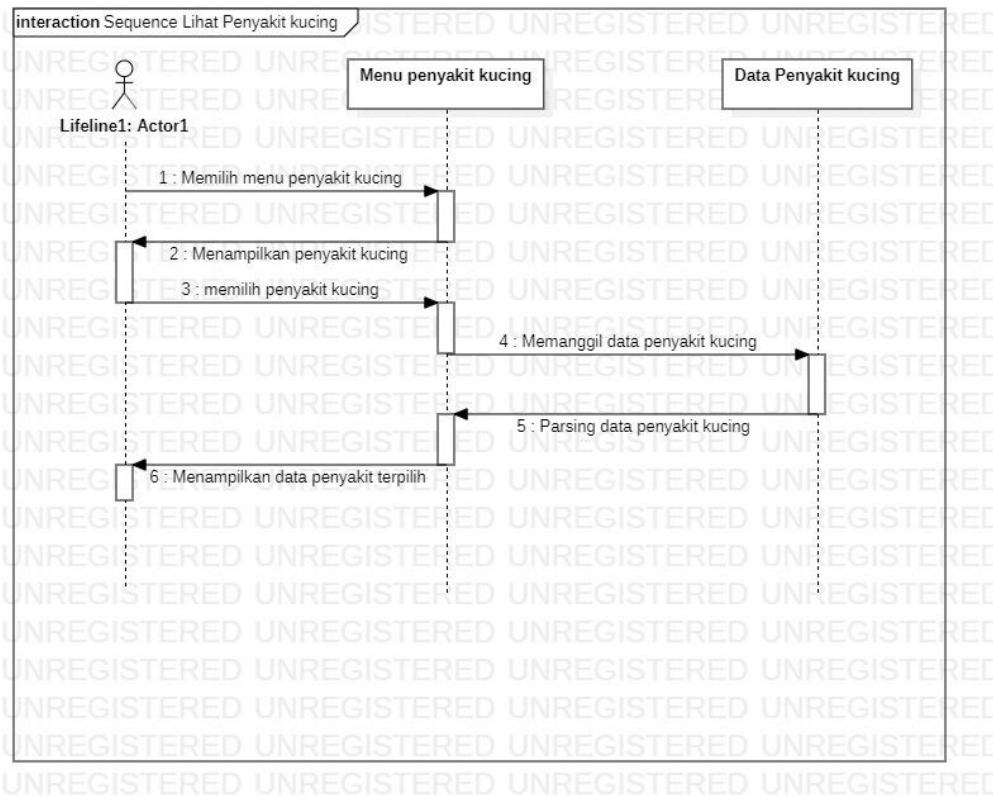 interaction Sequence Lihat Penyakit kucing
Menu penyakit kucing
Data Penyakit kucing
Lifeline1: Actor1
1 : Memilih menu penyakit kucing
2 : Menampilkan penyakit kucing
3 : memilih penyakit kucing
4 : Memanggil data penyakit kucing
5 : Parsing data penyakit kucing
6 : Menampilkan data penyakit terpilih
UNREGISTERED UNREGISTERED UNREGISTERED UNREGISTERED